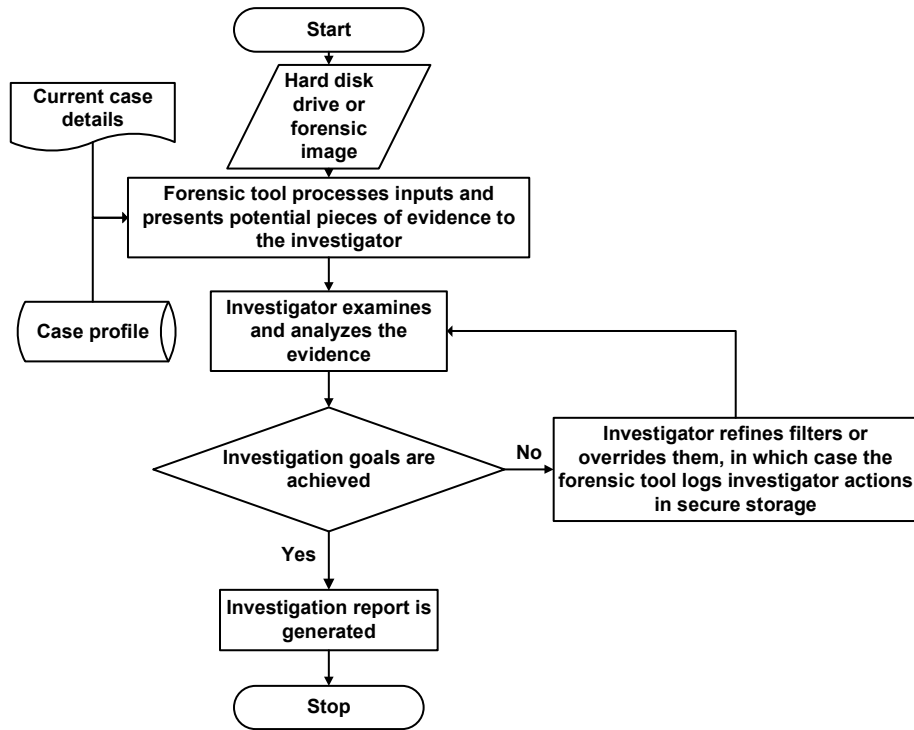 Start
Hard disk
drive or
forensic
image
Current case
details
Forensic tool processes inputs and
presents potential pieces of evidence to
the investigator
Case profile
Investigator examines
and analyzes the
evidence
Investigation goals are
achieved
No
Investigator refines filters or
overrides them, in which case the
forensic tool logs investigator actions
in secure storage
Yes
Investigation report is
generated
Stop